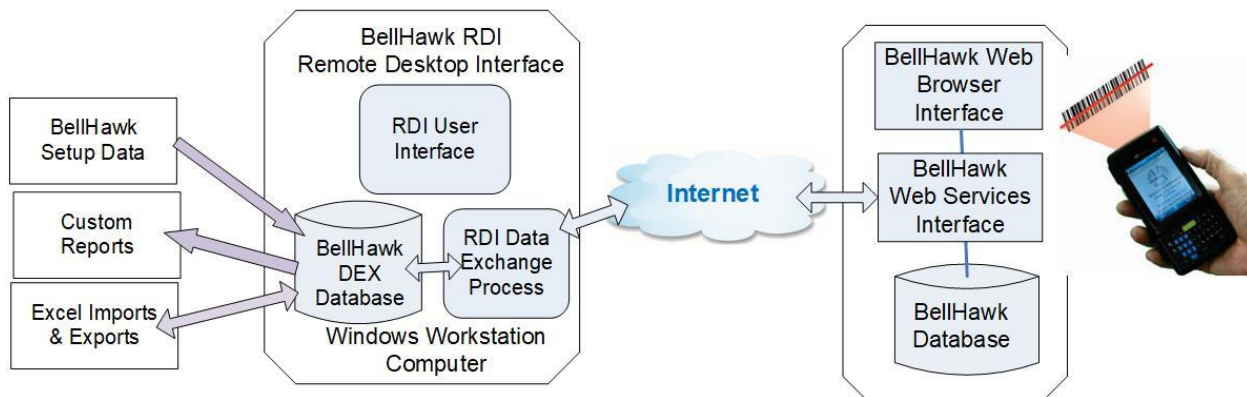 BellHawk RDI
Remote Desktop Interface
BellHawk
Setup Data
Custom
Reports
Excel Imports
& Exports
RDI User
Interface
BellHawk
DEX
Database
RDI Data
Exchange
Process
Windows Workstation
Computer
Internet
BellHawk Web
Browser
Interface
BellHawk
Web Services
Interface
BellHawk
Database